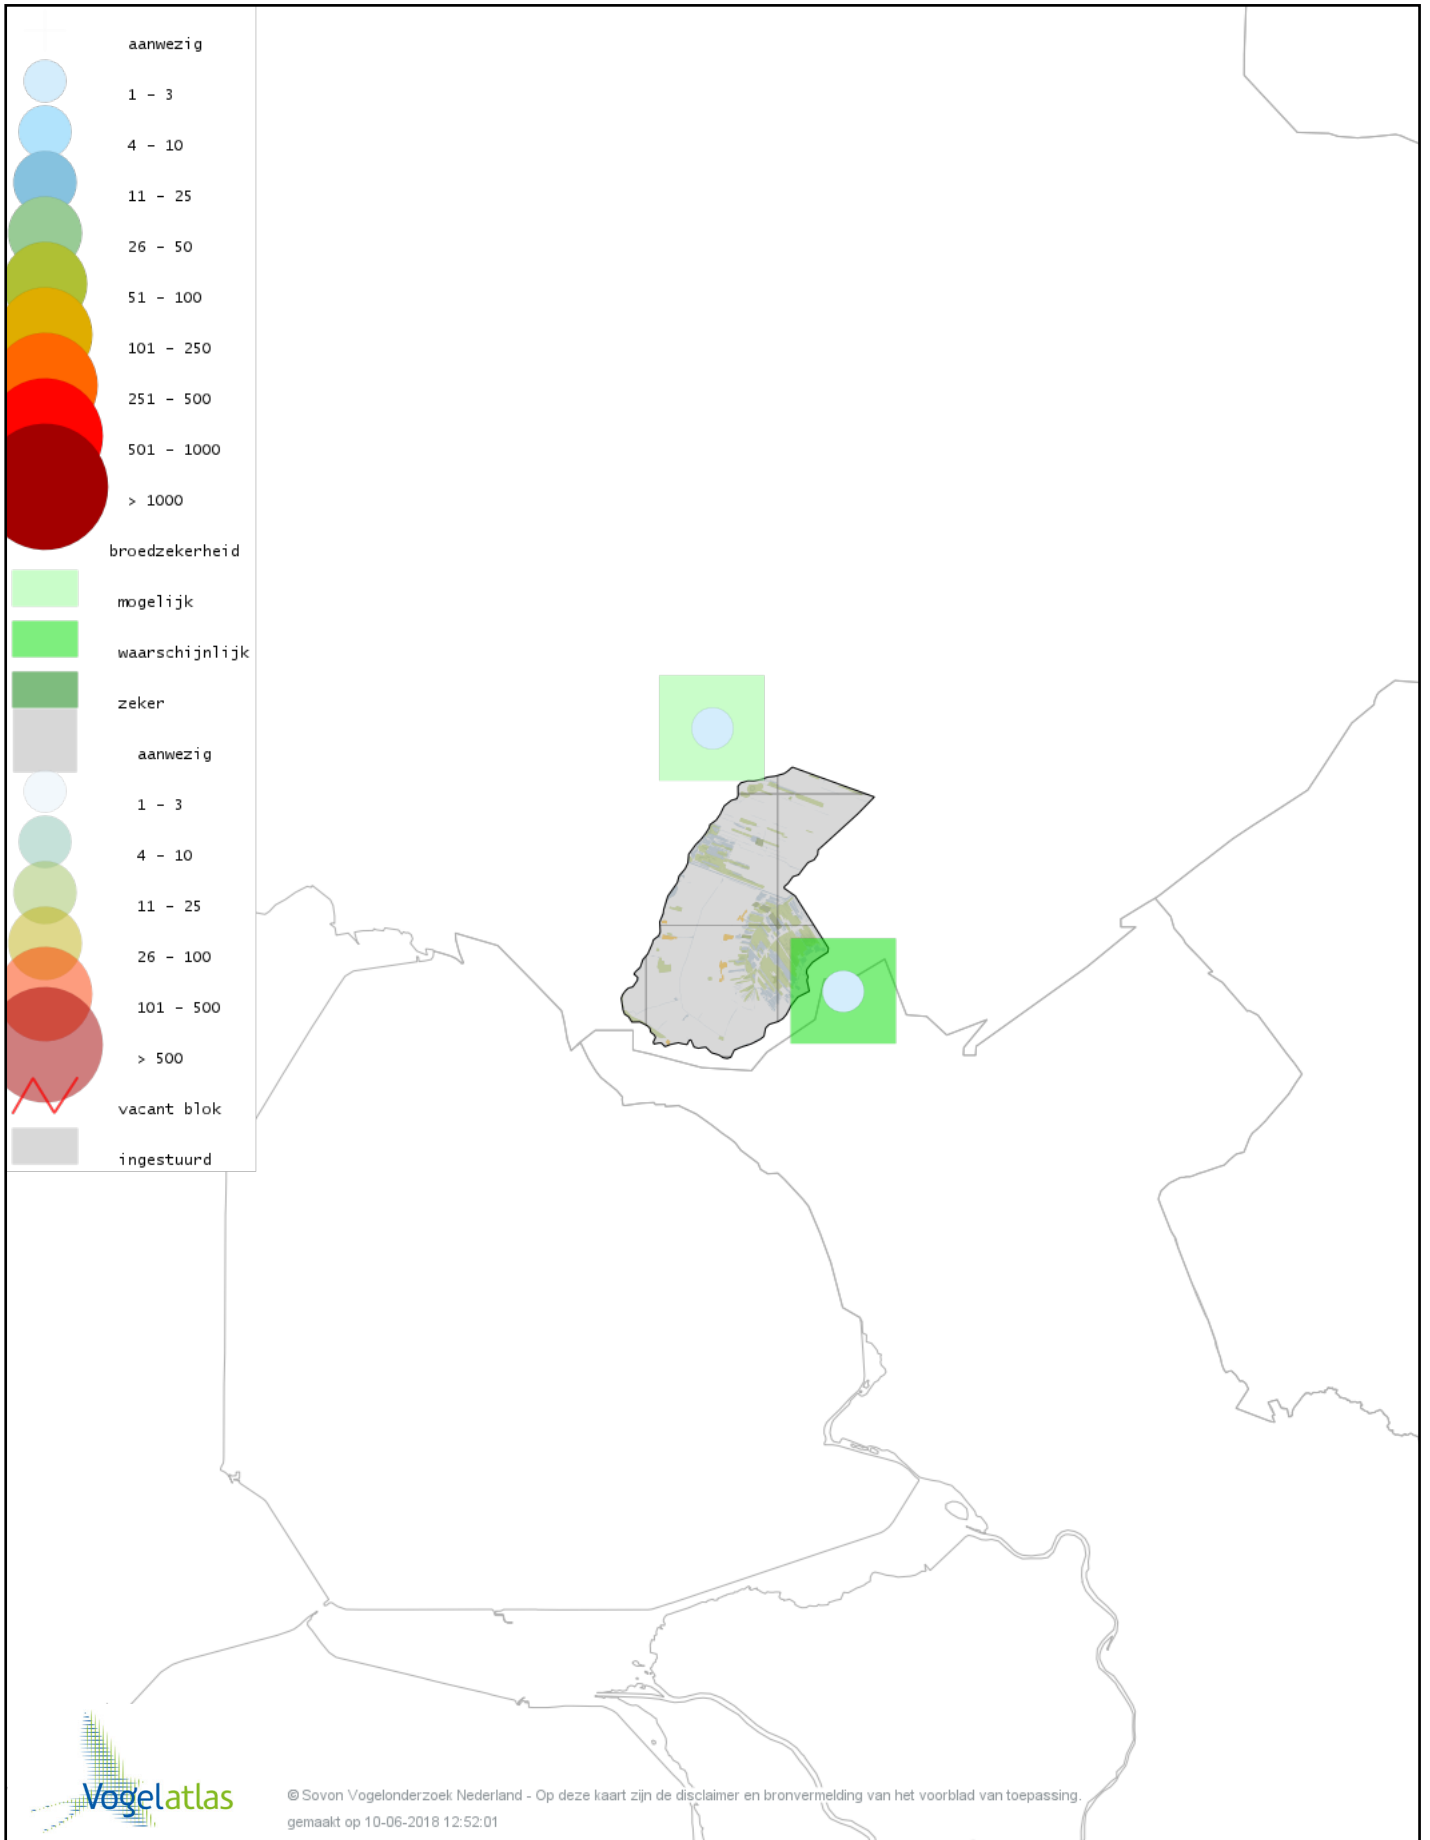 aanwezig
1 - 3
4 - 10
11 - 25
26 - 50
51 - 100
101 - 250
251 - 500
501 - 1000
> 1000
broedzekerheid
mogelijk
waarschijnlijk
zeker
aanwezig
1 - 3
4 - 10
11 - 25
26 - 100
101 - 500
> 500
vacant blok
ingestuurd
Vogelatlas
© Sovon Vogelonderzoek Nederland - Op deze kaart zijn de disclaimer en bronvermelding van het voorblad van toepassing.
gemaakt op 10-06-2018 12:52:01